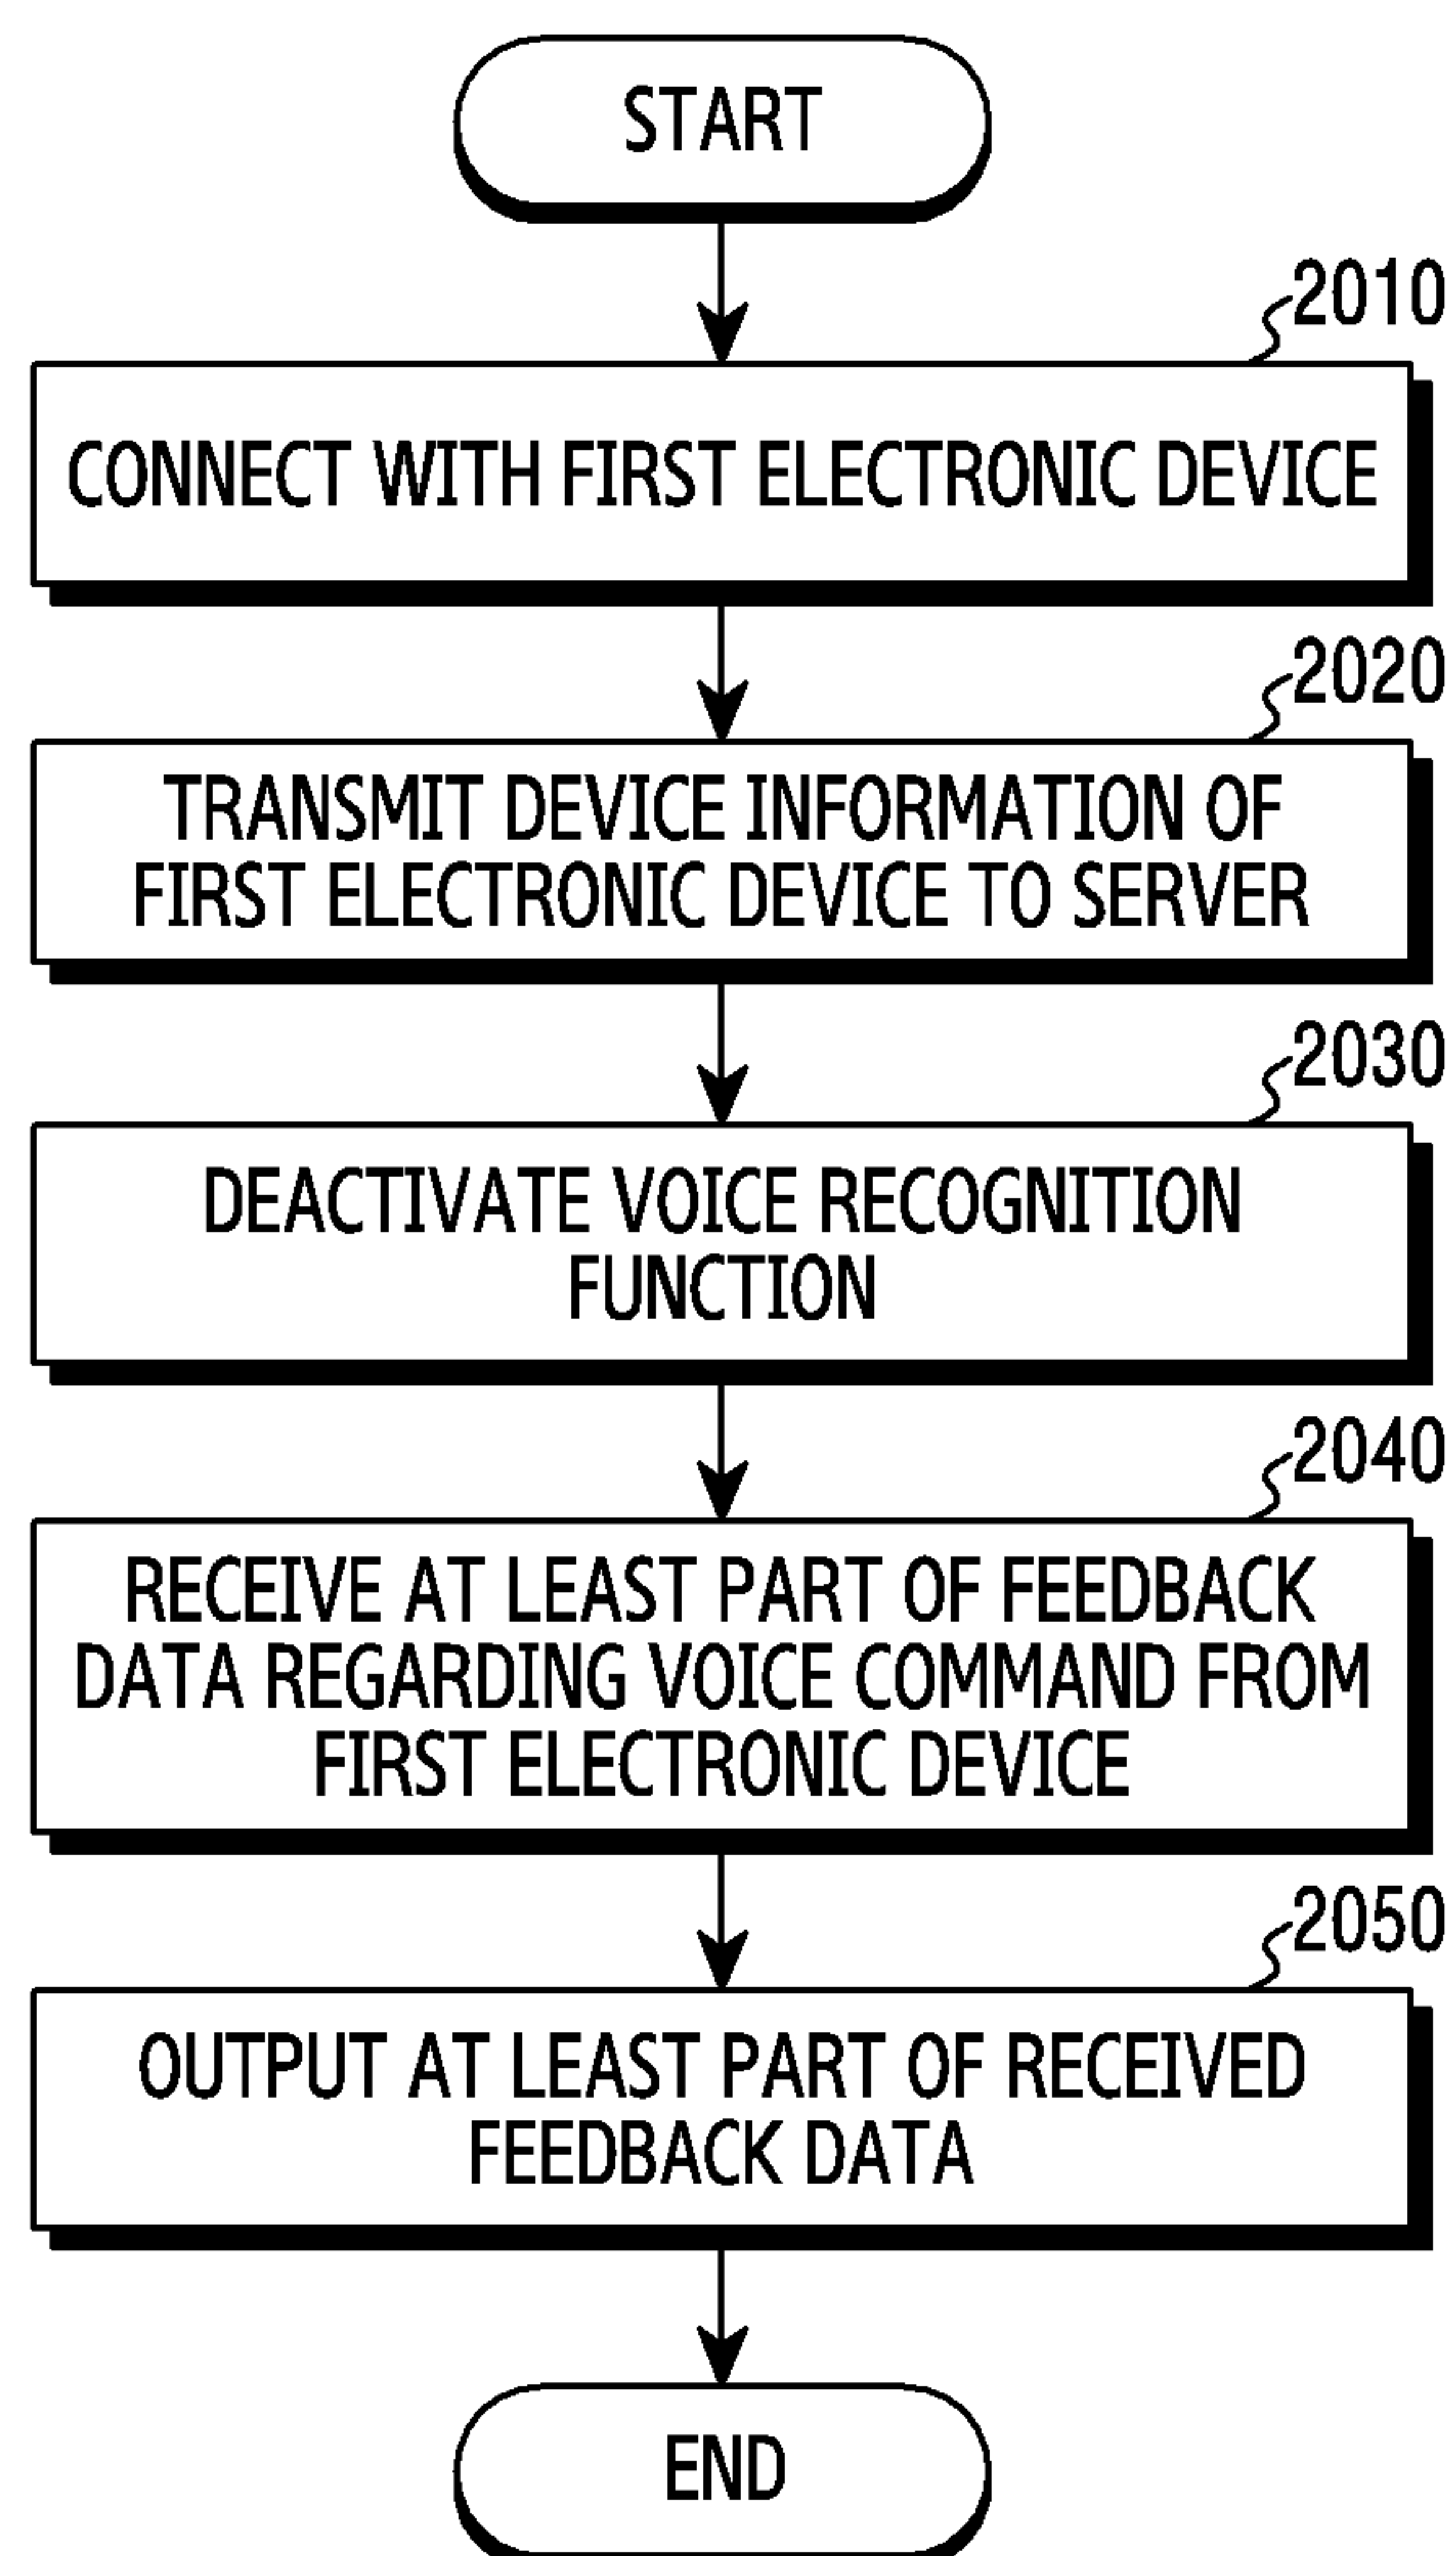 START
2010
CONNECT WITH FIRST ELECTRONIC DEVICE
2020
TRANSMIT DEVICE INFORMATION OF
FIRST ELECTRONIC DEVICE TO SERVER
2030
DEACTIVATE VOICE RECOGNITION
FUNCTION
2040
RECEIVE AT LEAST PART OF FEEDBACK
DATA REGARDING VOICE COMMAND FROM
FIRST ELECTRONIC DEVICE
2050
OUTPUT AT LEAST PART OF RECEIVED
FEEDBACK DATA
END